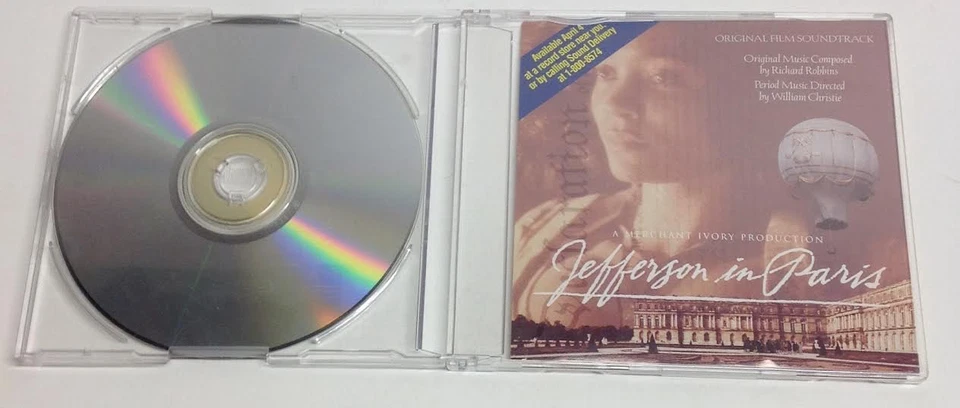 Available April 4
at a record store near you,
or by calling Sound Delivery
at 1-800-8574
ORIGINAL FILM SOUNDTRACK
Original Music Composed
by Richard Robbins
Period Music Directed
by William Christie
A MERCHANT IVORY PRODUCTION
Jefferson in Paris